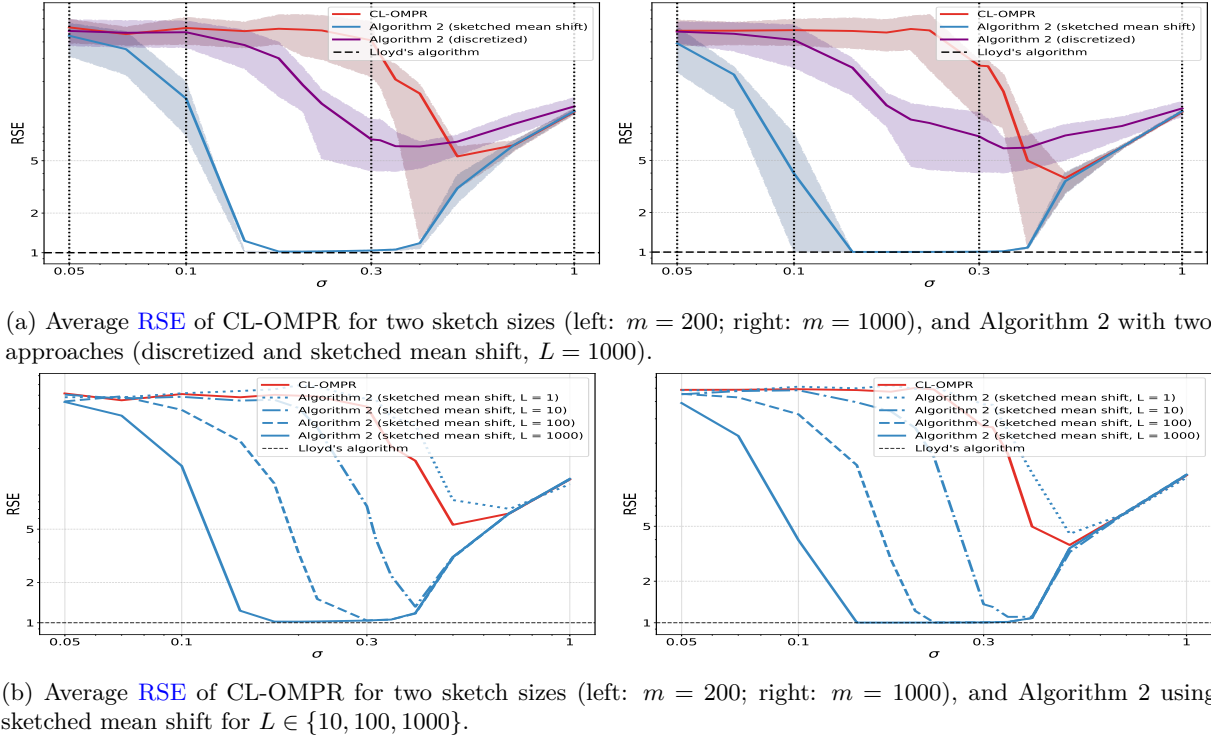 CL-OMPR
Algorithm 2 (sketched mean shift)
Algorithm 2 (discretized)
Lloyd's algorithm
RSE
5
2
1
0.05
0.1
0.3
1
σ
CL-OMPR
Algorithm 2 (sketched mean shift)
Algorithm 2 (discretized)
Lloyd's algorithm
RSE
5
2
1
0.05
0.1
0.3
1
σ
(a) Average RSE of CL-OMPR for two sketch sizes (left: m = 200; right: m = 1000), and Algorithm 2 with two
approaches (discretized and sketched mean shift, L = 1000).
CL-OMPR
Algorithm 2 (sketched mean shift, L = 1)
Algorithm 2 (sketched mean shift, L = 10)
Algorithm 2 (sketched mean shift, L = 100)
Algorithm 2 (sketched mean shift, L = 1000)
Lloyd's algorithm
RSE
5
2
1
0.05
0.1
0.3
1
σ
CL-OMPR
Algorithm 2 (sketched mean shift, L = 1)
Algorithm 2 (sketched mean shift, L = 10)
Algorithm 2 (sketched mean shift, L = 100)
Algorithm 2 (sketched mean shift, L = 1000)
Lloyd's algorithm
RSE
5
2
1
0.05
0.1
0.3
1
σ
(b) Average RSE of CL-OMPR for two sketch sizes (left: m = 200; right: m = 1000), and Algorithm 2 using
sketched mean shift for L ∈ {10, 100, 1000}.